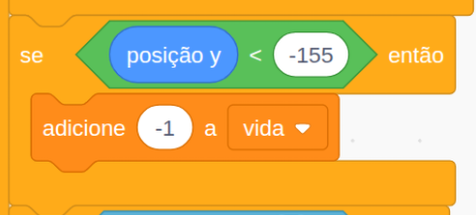 se posição y < -155 então
adicione -1 a vida